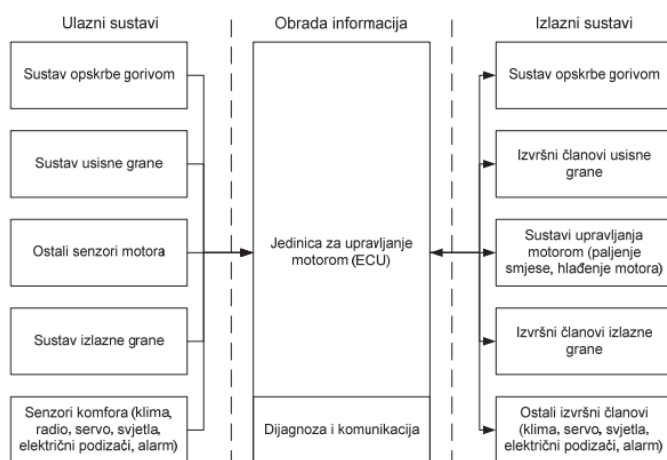 Ulazni sustavi
Sustav opskrbe gorivom
Sustav usisne grane
Ostali senzori motora
Sustav izlazne grane
Senzori komfora (klima,
radio, servo, svjetla,
električni podizači, alarm)
Obrada informacija
Jedinica za upravljanje
motorom (ECU)
Dijagnoza i komunikacija
Izlazni sustavi
Sustav opskrbe gorivom
Izvršni članovi usisne
grane
Sustavi upravljanja
motorom (paljenje
smjese, hlađenje motora)
Izvršni članovi izlazne
grane
Ostali izvršni članovi
(klima, servo, svjetla,
električni podizači, alarm)